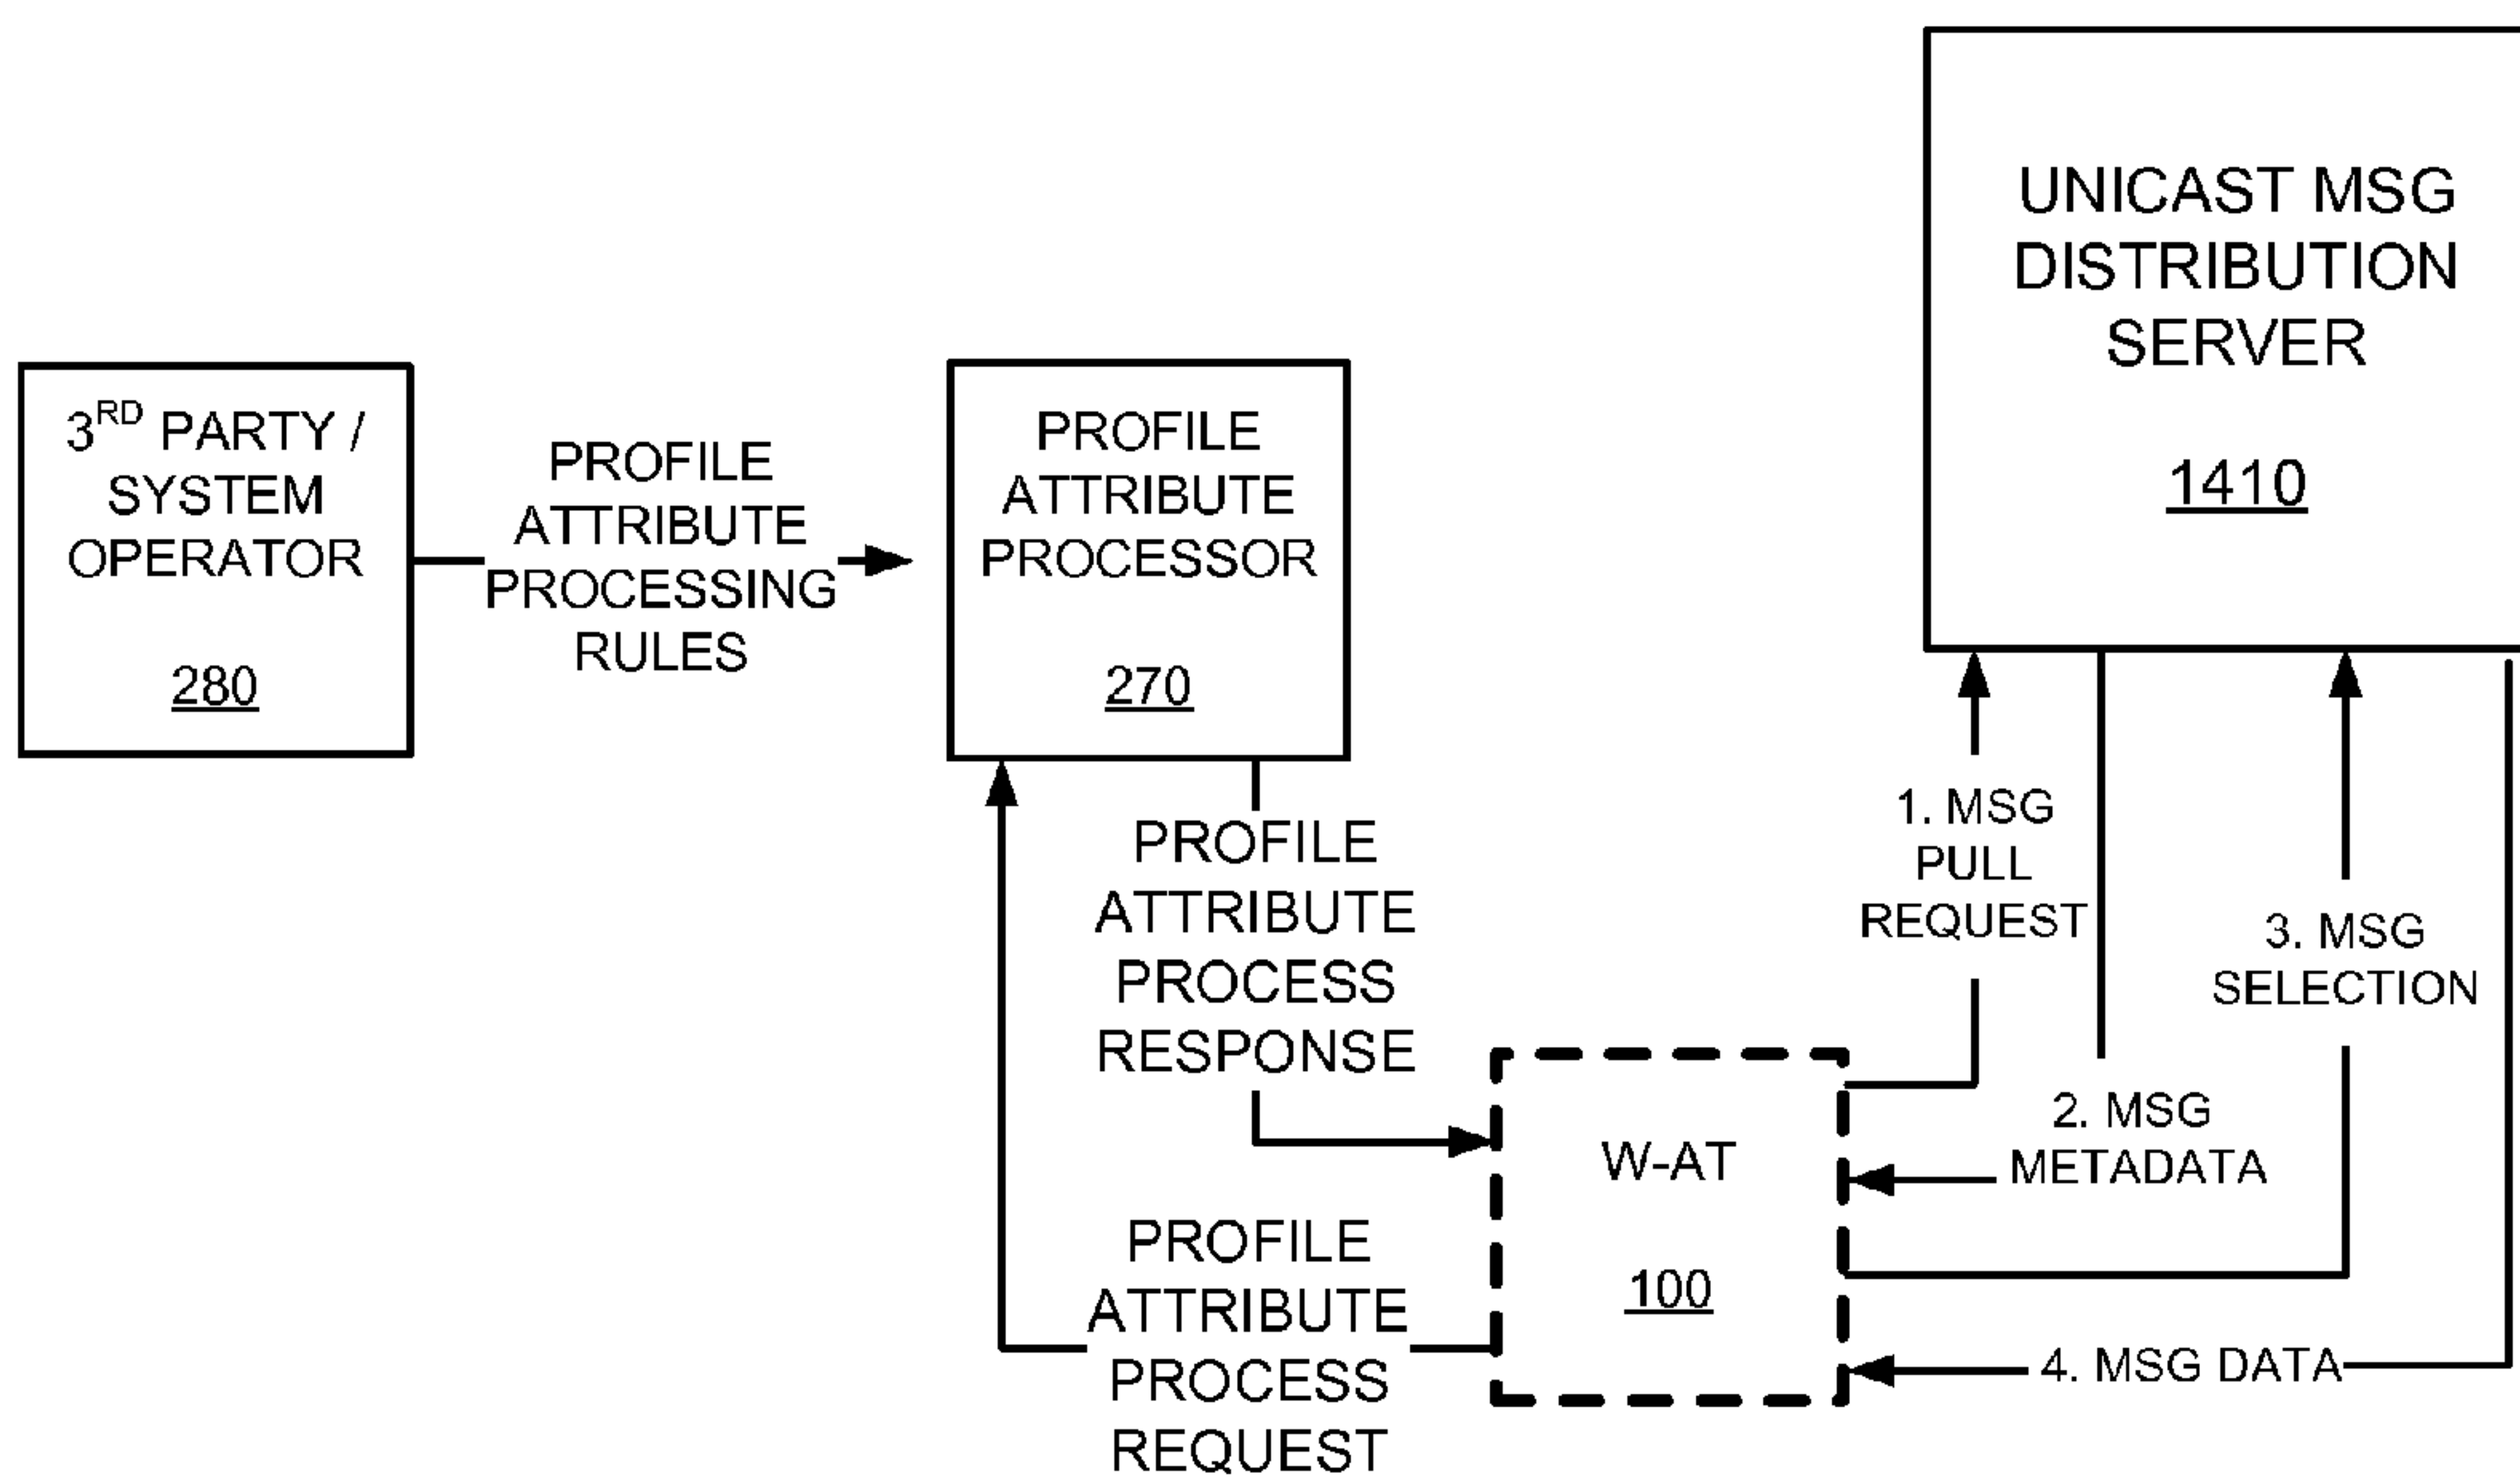 3RD PARTY /
SYSTEM
OPERATOR
280
PROFILE
ATTRIBUTE
PROCESSING
RULES
PROFILE
ATTRIBUTE
PROCESSOR
270
UNICAST MSG
DISTRIBUTION
SERVER
1410
PROFILE
ATTRIBUTE
PROCESS
RESPONSE
PROFILE
ATTRIBUTE
PROCESS
REQUEST
W-AT
100
1. MSG
PULL
REQUEST
2. MSG
METADATA
3. MSG
SELECTION
4. MSG DATA